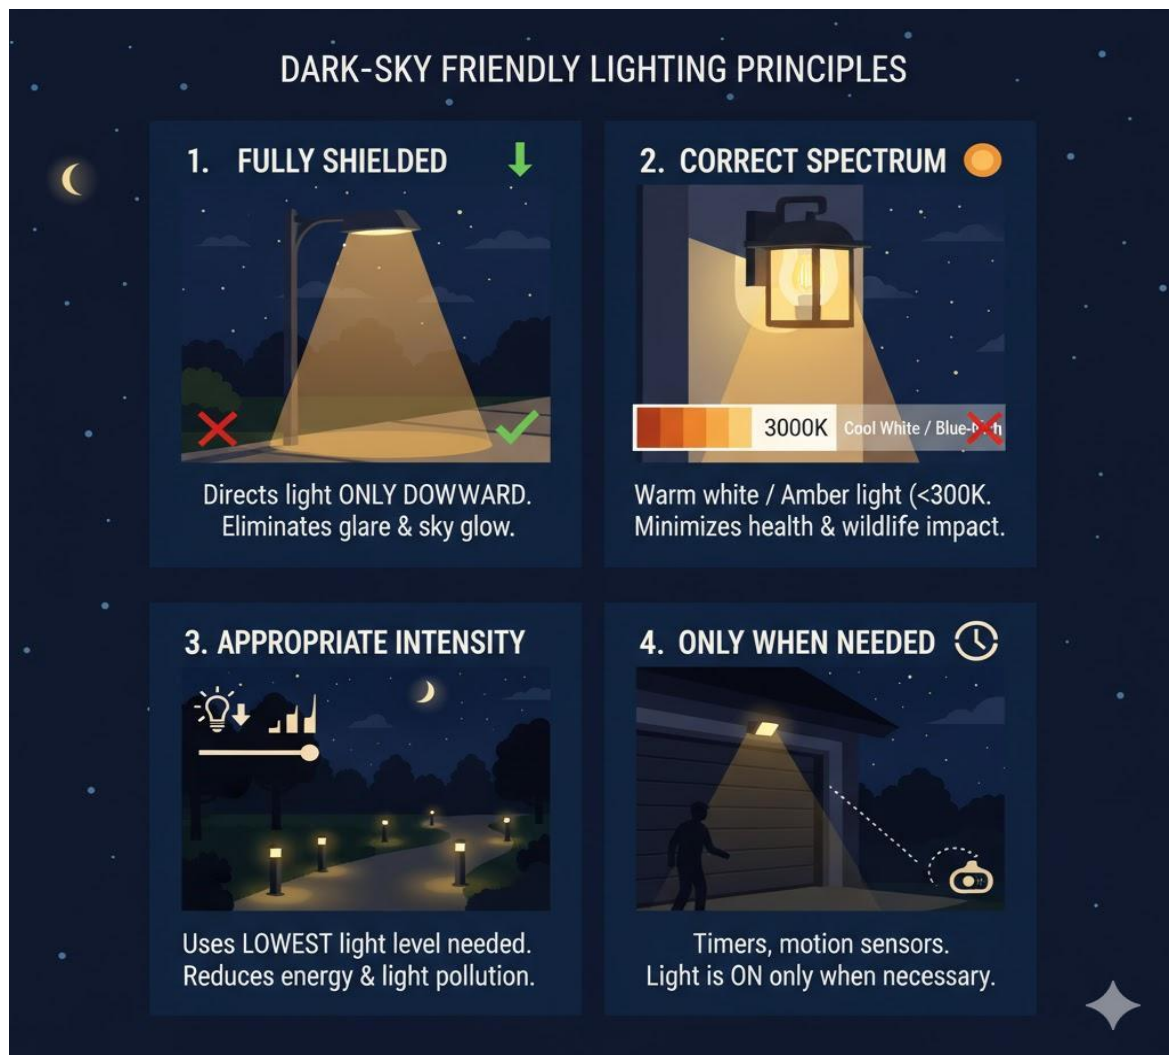 DARK-SKY FRIENDLY LIGHTING PRINCIPLES
1. FULLY SHIELDED
Directs light ONLY DOWWARD.
Eliminates glare & sky glow.
2. CORRECT SPECTRUM
3000K Cool White / Blue-
Warm white / Amber light (<300K.
Minimizes health & wildlife impact.
3. APPROPRIATE INTENSITY
Uses LOWEST light level needed.
Reduces energy & light pollution.
4. ONLY WHEN NEEDED
Timers, motion sensors.
Light is ON only when necessary.